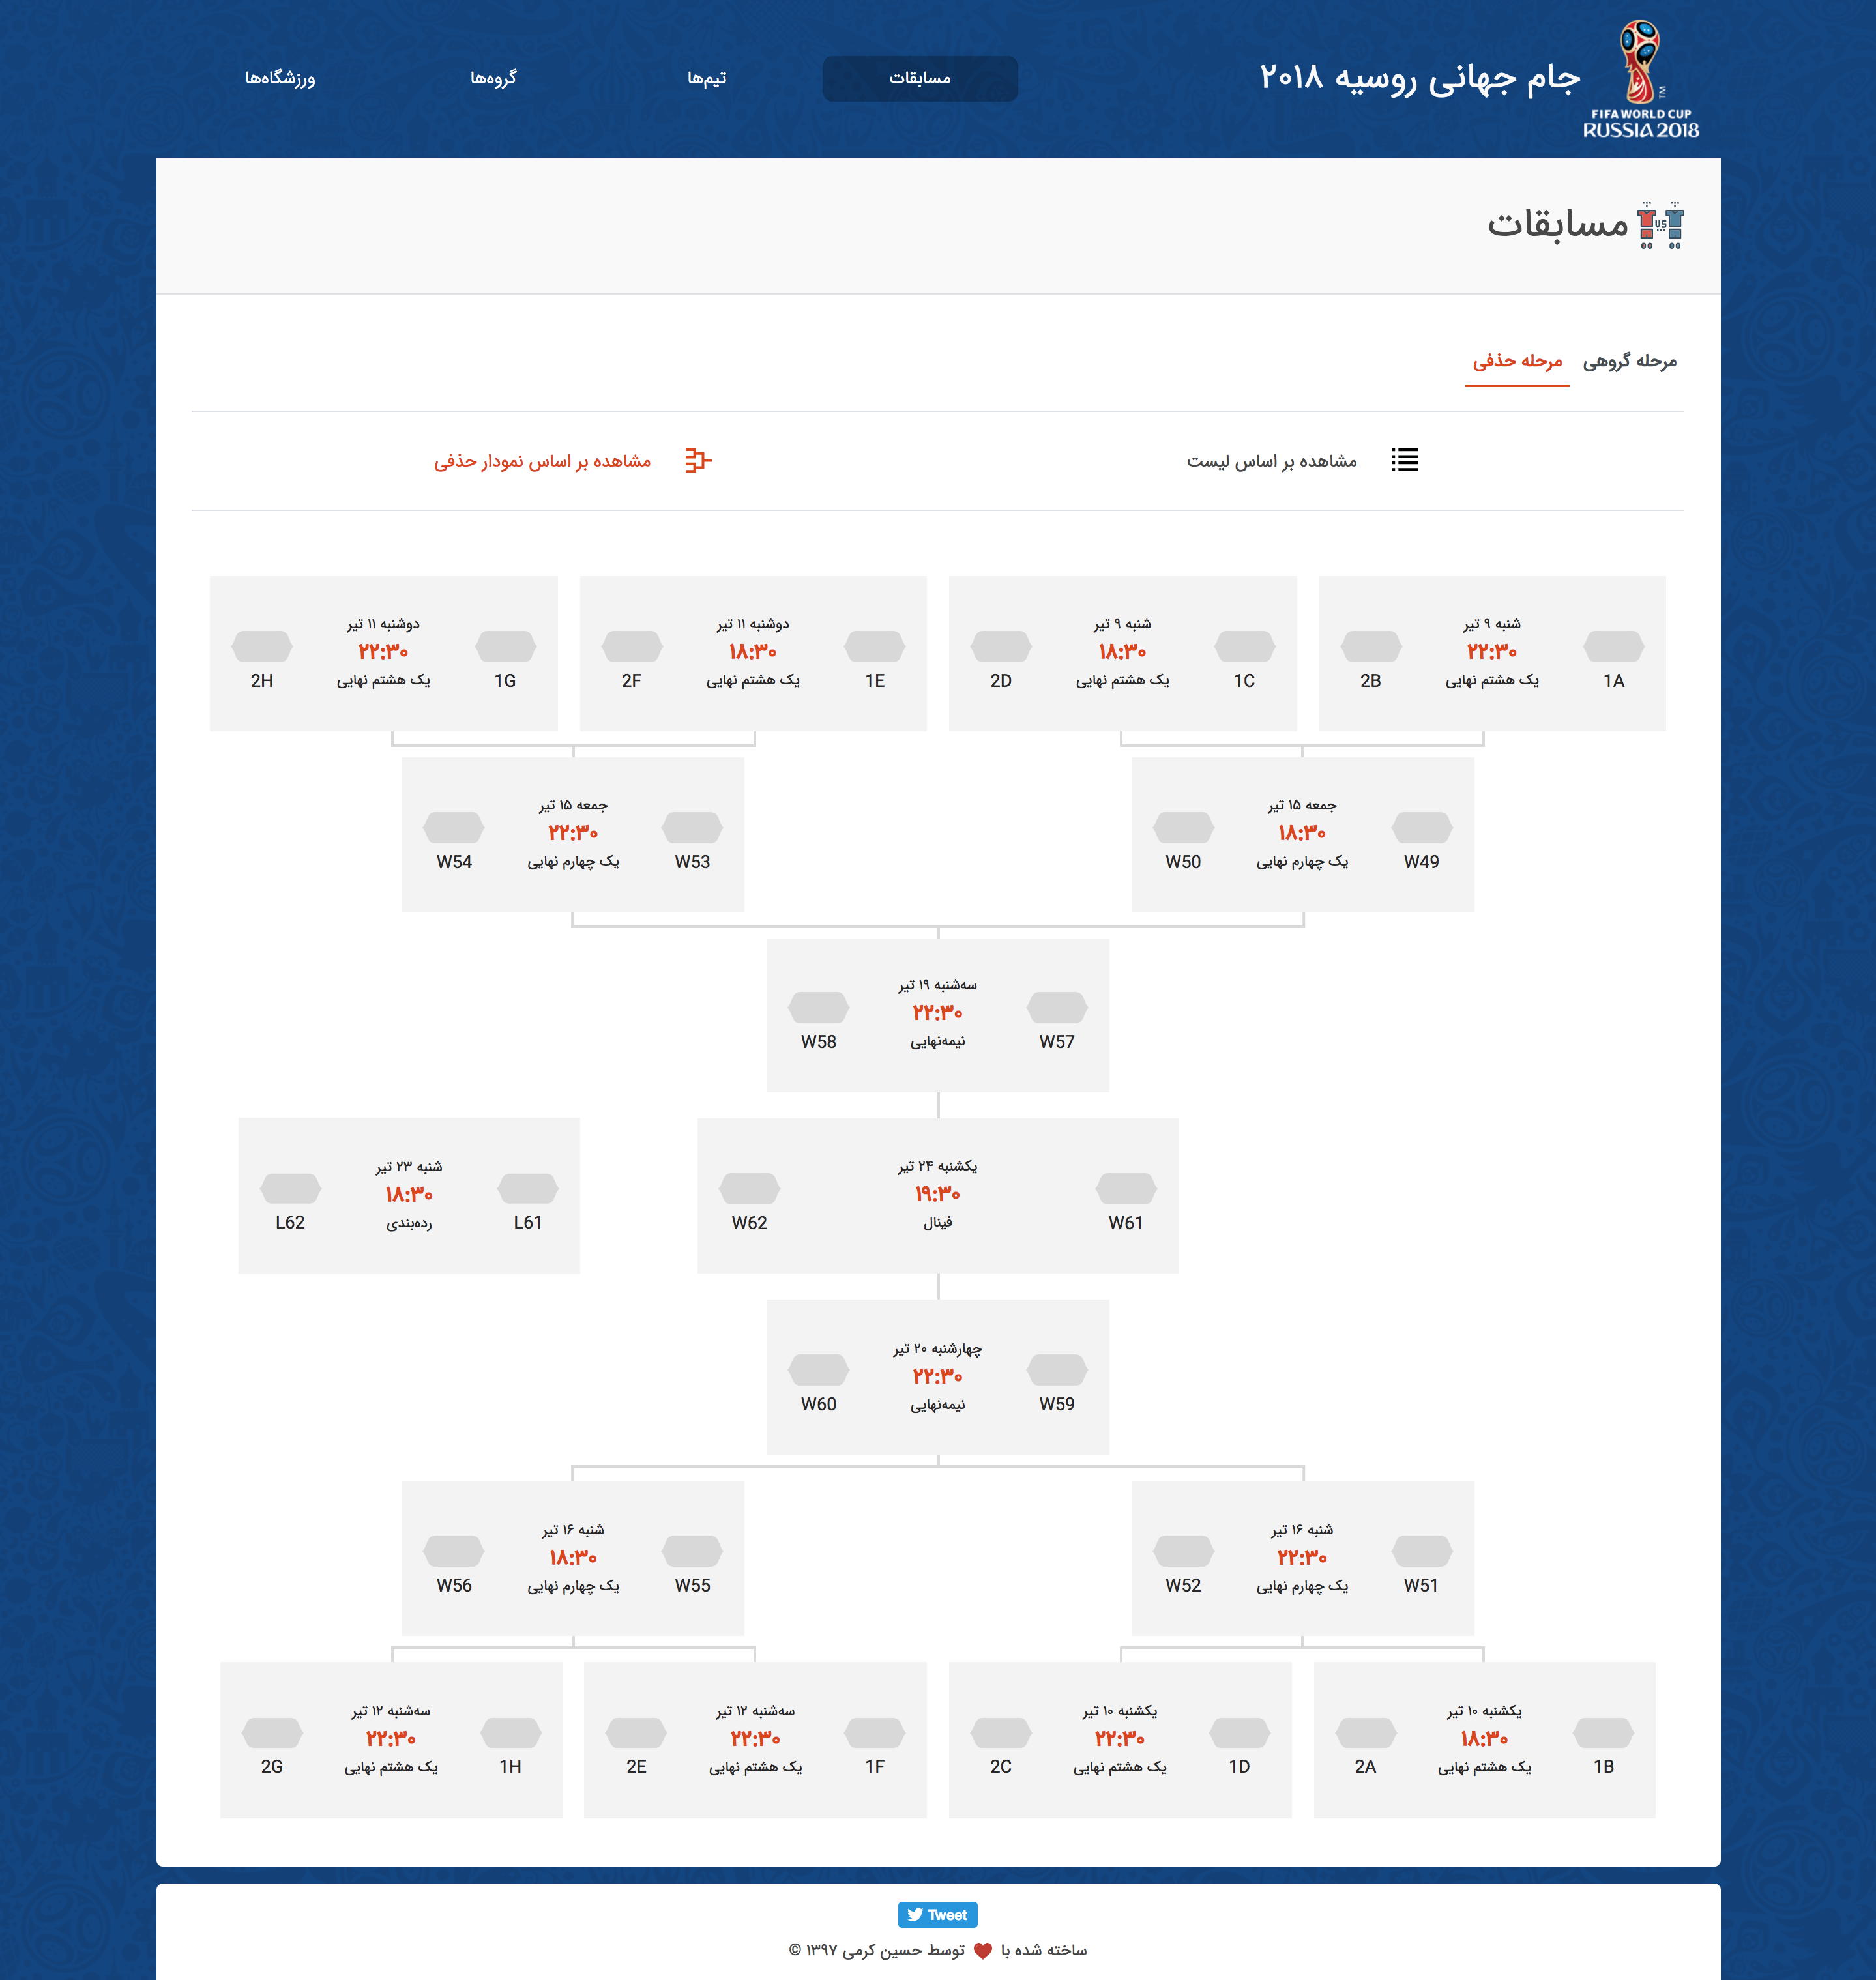 FIFA WORLD CUP
RUSSIA 2018
TM
جام جهانی روسیه ۲۰۱۸
مسابقات
تیم‌ها
گروه‌ها
ورزشگاه‌ها
VS
مسابقات
مرحله گروهی
مرحله حذفی
مشاهده بر اساس لیست
مشاهده بر اساس نمودار حذفی
شنبه ۹ تیر
۲۲:۳۰
یک هشتم نهایی
1A
2B
شنبه ۹ تیر
۱۸:۳۰
یک هشتم نهایی
1C
2D
دوشنبه ۱۱ تیر
۱۸:۳۰
یک هشتم نهایی
1E
2F
دوشنبه ۱۱ تیر
۲۲:۳۰
یک هشتم نهایی
1G
2H
جمعه ۱۵ تیر
۱۸:۳۰
یک چهارم نهایی
W49
W50
جمعه ۱۵ تیر
۲۲:۳۰
یک چهارم نهایی
W53
W54
سه‌شنبه ۱۹ تیر
۲۲:۳۰
نیمه‌نهایی
W57
W58
یکشنبه ۲۴ تیر
۱۹:۳۰
فینال
W61
W62
شنبه ۲۳ تیر
۱۸:۳۰
رده‌بندی
L61
L62
چهارشنبه ۲۰ تیر
۲۲:۳۰
نیمه‌نهایی
W59
W60
شنبه ۱۶ تیر
۲۲:۳۰
یک چهارم نهایی
W51
W52
شنبه ۱۶ تیر
۱۸:۳۰
یک چهارم نهایی
W55
W56
یکشنبه ۱۰ تیر
۱۸:۳۰
یک هشتم نهایی
1B
2A
یکشنبه ۱۰ تیر
۲۲:۳۰
یک هشتم نهایی
1D
2C
سه‌شنبه ۱۲ تیر
۲۲:۳۰
یک هشتم نهایی
1F
2E
سه‌شنبه ۱۲ تیر
۲۲:۳۰
یک هشتم نهایی
1H
2G
Tweet
ساخته شده با ❤ توسط حسین کرمی ۱۳۹۷ ©